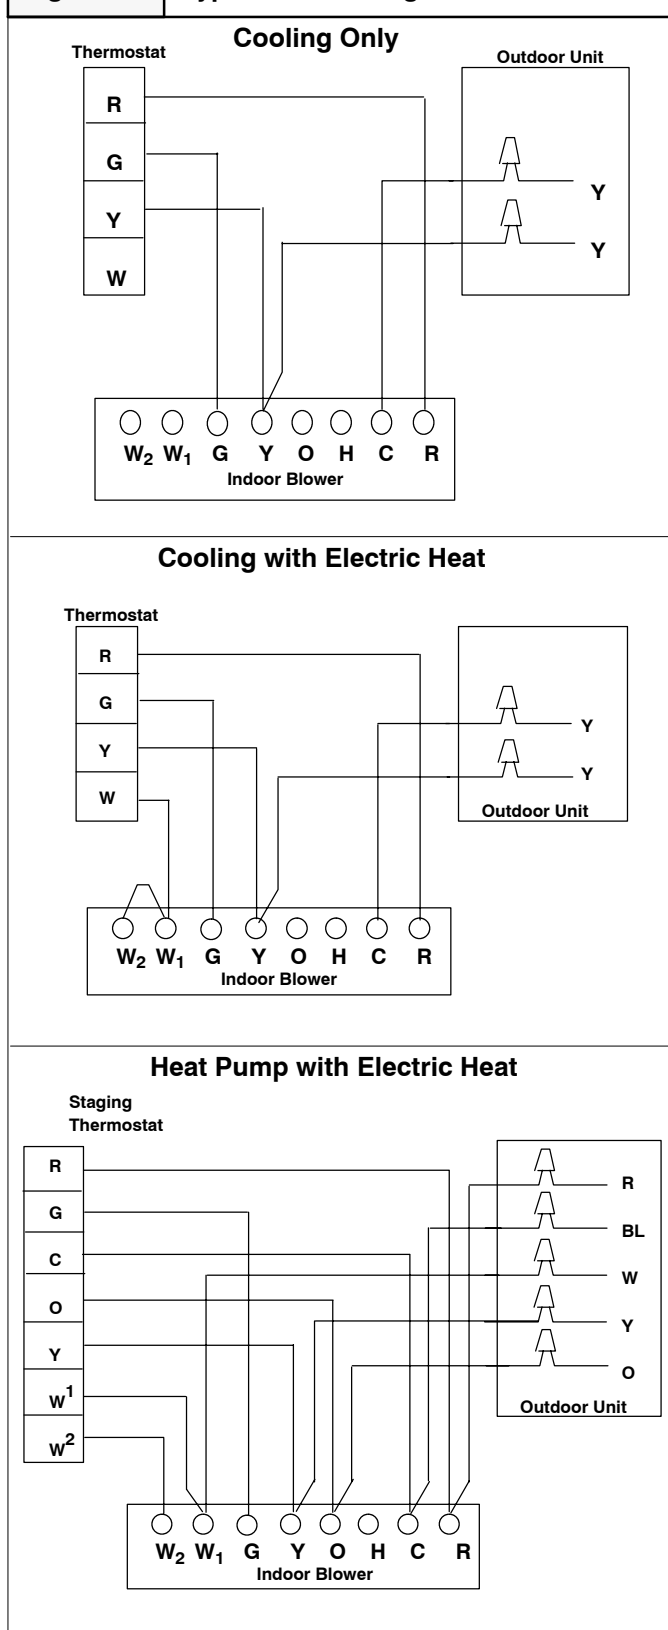 Cooling Only
Thermostat
Outdoor Unit
R
G
Y
W
Y
Y
W2 W1 G Y O H C R
Indoor Blower
Cooling with Electric Heat
Thermostat
R
G
Y
W
Y
Y
Outdoor Unit
W2 W1 G Y O H C R
Indoor Blower
Heat Pump with Electric Heat
Staging
Thermostat
R
G
C
O
Y
W1
W2
R
BL
W
Y
O
Outdoor Unit
W2 W1 G Y O H C R
Indoor Blower